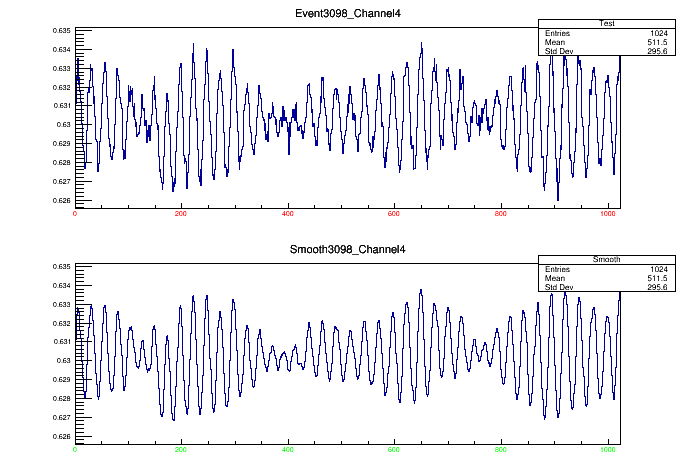 Event3098_Channel4
Test
Entries 1024
Mean 511.5
Std Dev 295.6
0.635
0.634
0.633
0.632
0.631
0.63
0.629
0.628
0.627
0.626
0 200 400 600 800 1000
Smooth3098_Channel4
Smooth
Entries 1024
Mean 511.5
Std Dev 295.6
0.635
0.634
0.633
0.632
0.631
0.63
0.629
0.628
0.627
0.626
0 200 400 600 800 1000